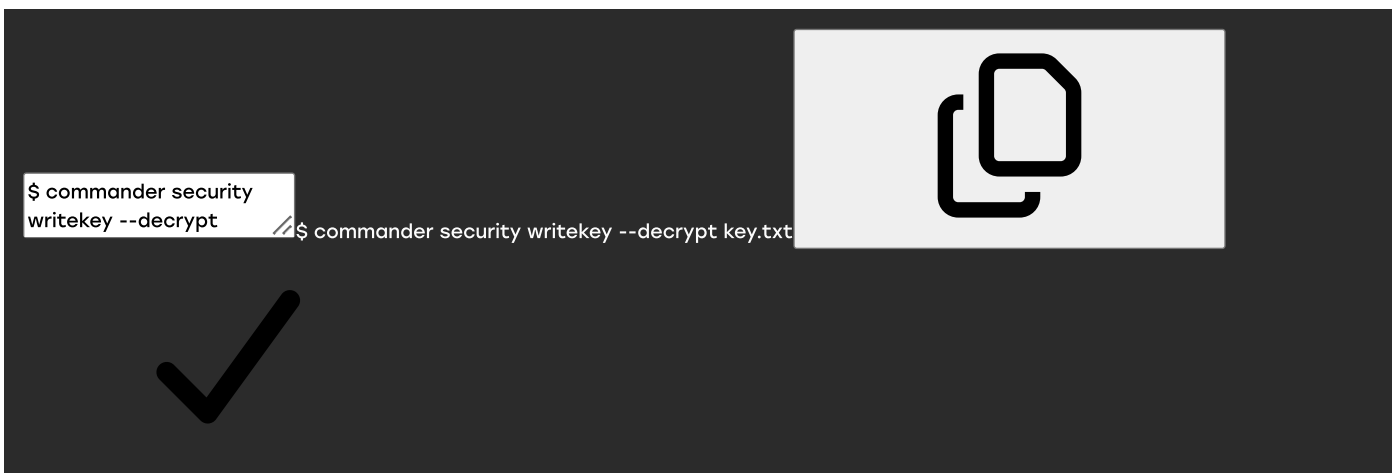 $ commander security
writekey --decrypt
$ commander security writekey --decrypt key.txt